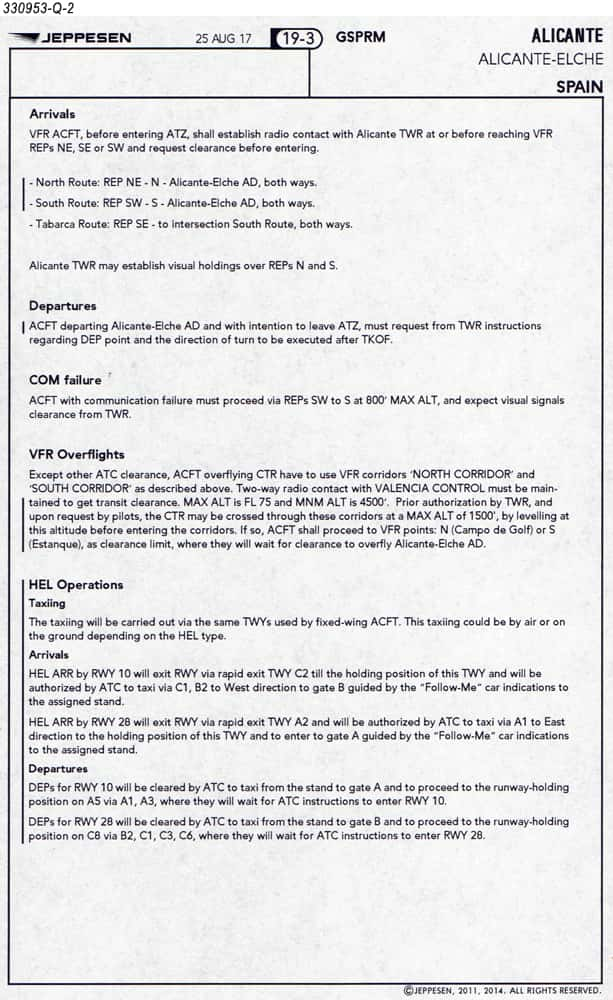 330953-Q-2
JEPPESEN 25 AUG 17 19-3 GSPRM ALICANTE
ALICANTE-ELCHE
SPAIN
Arrivals
VFR ACFT, before entering ATZ, shall establish radio contact with Alicante TWR at or before reaching VFR
REPs NE, SE or SW and request clearance before entering.
- North Route: REP NE - N - Alicante-Elche AD, both ways.
- South Route: REP SW - S - Alicante-Elche AD, both ways.
- Tabarca Route: REP SE - to intersection South Route, both ways.
Alicante TWR may establish visual holdings over REPs N and S.
Departures
ACFT departing Alicante-Elche AD and with intention to leave ATZ, must request from TWR instructions
regarding DEP point and the direction of turn to be executed after TKOF.
COM failure
ACFT with communication failure must proceed via REPs SW to S at 800' MAX ALT, and expect visual signals
clearance from TWR.
VFR Overflights
Except other ATC clearance, ACFT overflying CTR have to use VFR corridors 'NORTH CORRIDOR' and
'SOUTH CORRIDOR' as described above. Two-way radio contact with VALENCIA CONTROL must be main-
tained to get transit clearance. MAX ALT is FL 75 and MNM ALT is 4500'. Prior authorization by TWR, and
upon request by pilots, the CTR may be crossed through these corridors at a MAX ALT of 1500', by levelling at
this altitude before entering the corridors. If so, ACFT shall proceed to VFR points: N (Campo de Golf) or S
(Estanque), as clearance limit, where they will wait for clearance to overfly Alicante-Elche AD.
HEL Operations
Taxiing
The taxiing will be carried out via the same TWYs used by fixed-wing ACFT. This taxiing could be by air or on
the ground depending on the HEL type.
Arrivals
HEL ARR by RWY 10 will exit RWY via rapid exit TWY C2 till the holding position of this TWY and will be
authorized by ATC to taxi via C1, B2 to West direction to gate B guided by the "Follow-Me" car indications to
the assigned stand.
HEL ARR by RWY 28 will exit RWY via rapid exit TWY A2 and will be authorized by ATC to taxi via A1 to East
direction to the holding position of this TWY and to enter to gate A guided by the "Follow-Me" car indications
to the assigned stand.
Departures
DEPs for RWY 10 will be cleared by ATC to taxi from the stand to gate A and to proceed to the runway-holding
position on A5 via A1, A3, where they will wait for ATC instructions to enter RWY 10.
DEPs for RWY 28 will be cleared by ATC to taxi from the stand to gate B and to proceed to the runway-holding
position on C8 via B2, C1, C3, C6, where they will wait for ATC instructions to enter RWY 28.
©JEPPESEN, 2011, 2014. ALL RIGHTS RESERVED.